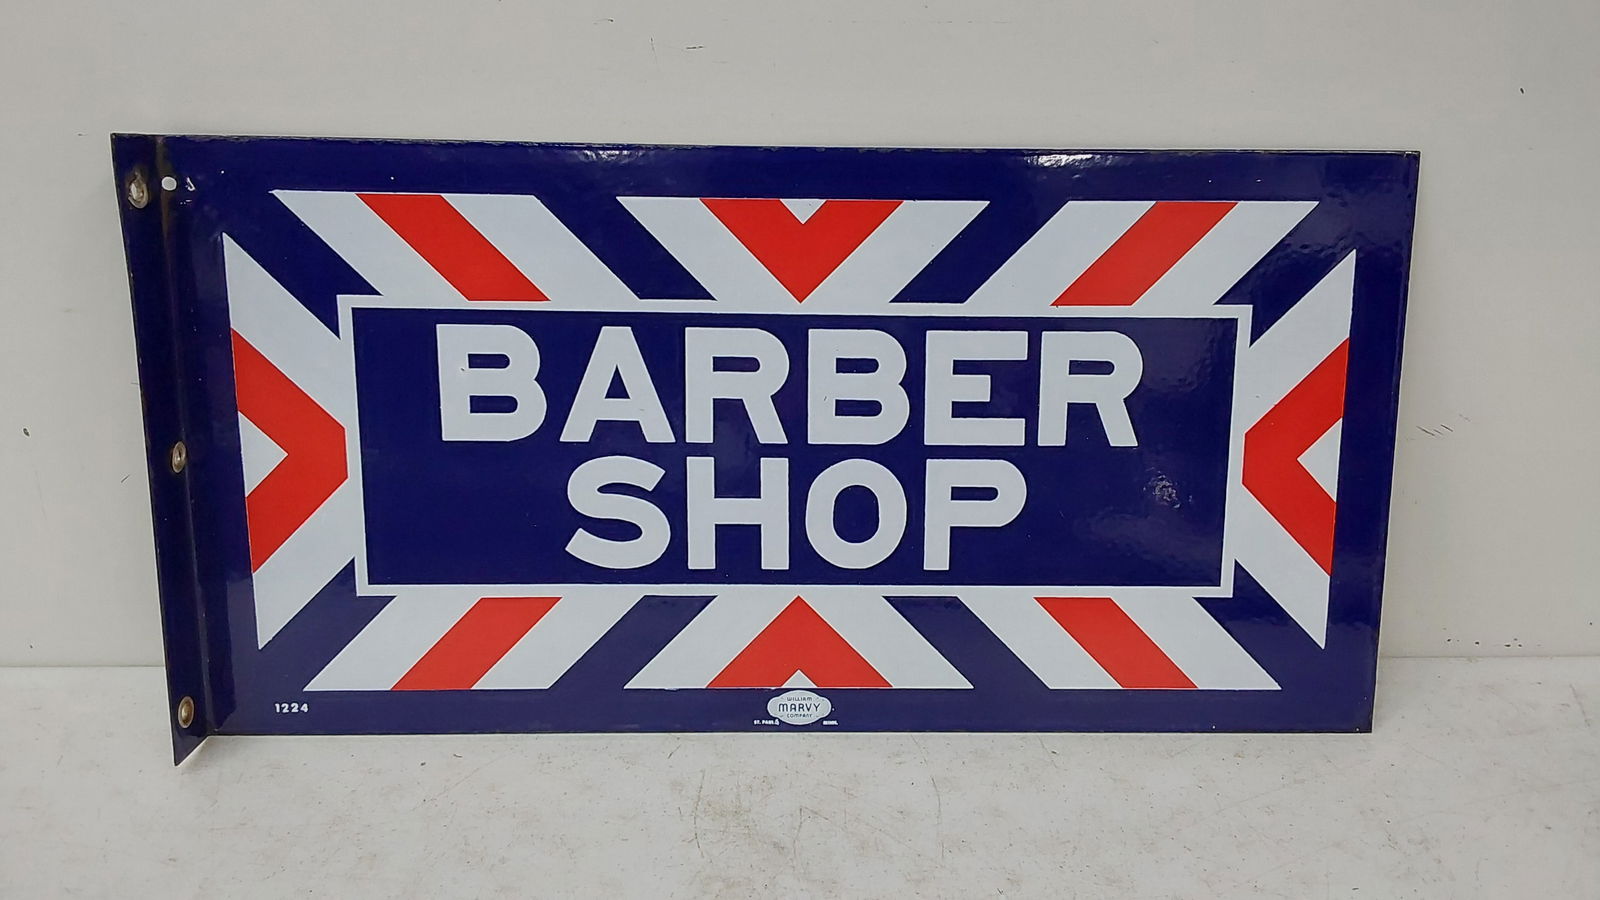 BARBER
SHOP
1224
WILLIAM
MARVY
COMPANY
ST. PAUL MINN.